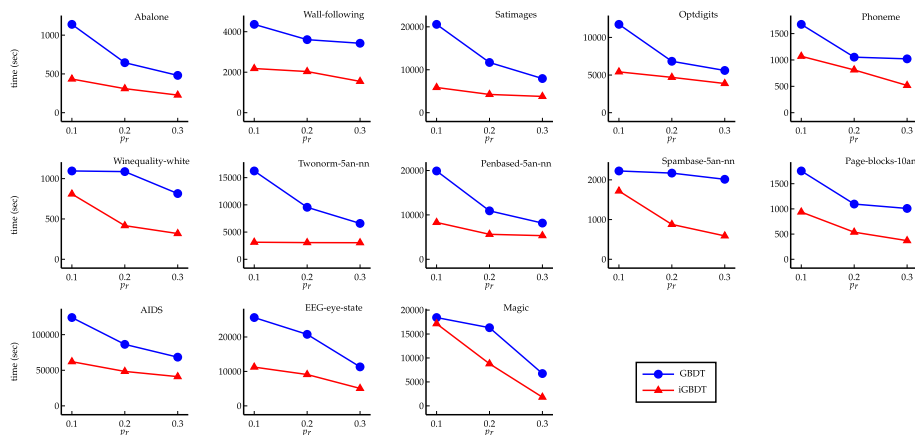 Abalone
Wall-following
Satimages
Optdigits
Phoneme
time (sec)
1000
500
0
4000
2000
0
20000
10000
0
10000
5000
0
1500
1000
500
0
0.1 0.2 0.3
0.1 0.2 0.3
0.1 0.2 0.3
0.1 0.2 0.3
0.1 0.2 0.3
pr
pr
pr
pr
pr
Winequality-white
Twonorm-5an-nn
Penbased-5an-nn
Spambase-5an-nn
Page-blocks-10an
time (sec)
1000
500
0
15000
10000
5000
0
20000
10000
0
2000
1000
0
1500
1000
500
0
0.1 0.2 0.3
0.1 0.2 0.3
0.1 0.2 0.3
0.1 0.2 0.3
0.1 0.2 0.3
pr
pr
pr
pr
pr
AIDS
EEG-eye-state
Magic
time (sec)
100000
50000
0
20000
10000
0
20000
15000
10000
5000
0
0.1 0.2 0.3
0.1 0.2 0.3
0.1 0.2 0.3
pr
pr
pr
GBDT
iGBDT